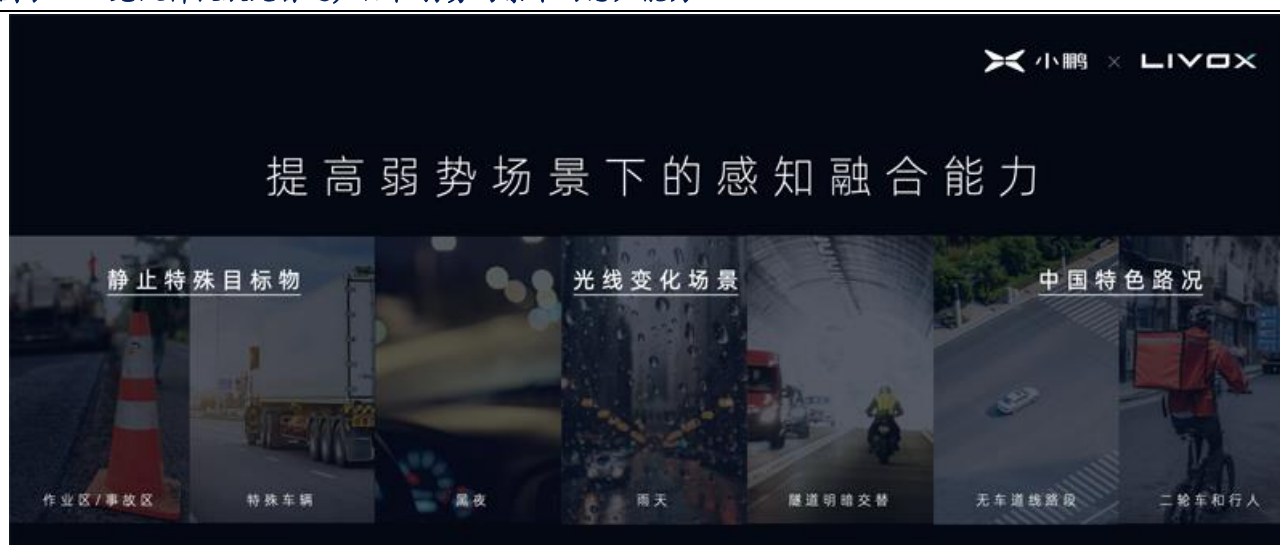 小鹏 × LIVOX
提高弱势场景下的感知融合能力
静止特殊目标物
光线变化场景
中国特色路况
作业区/事故区
特殊车辆
黑夜
雨天
隧道明暗交替
无车道线路段
二轮车和行人